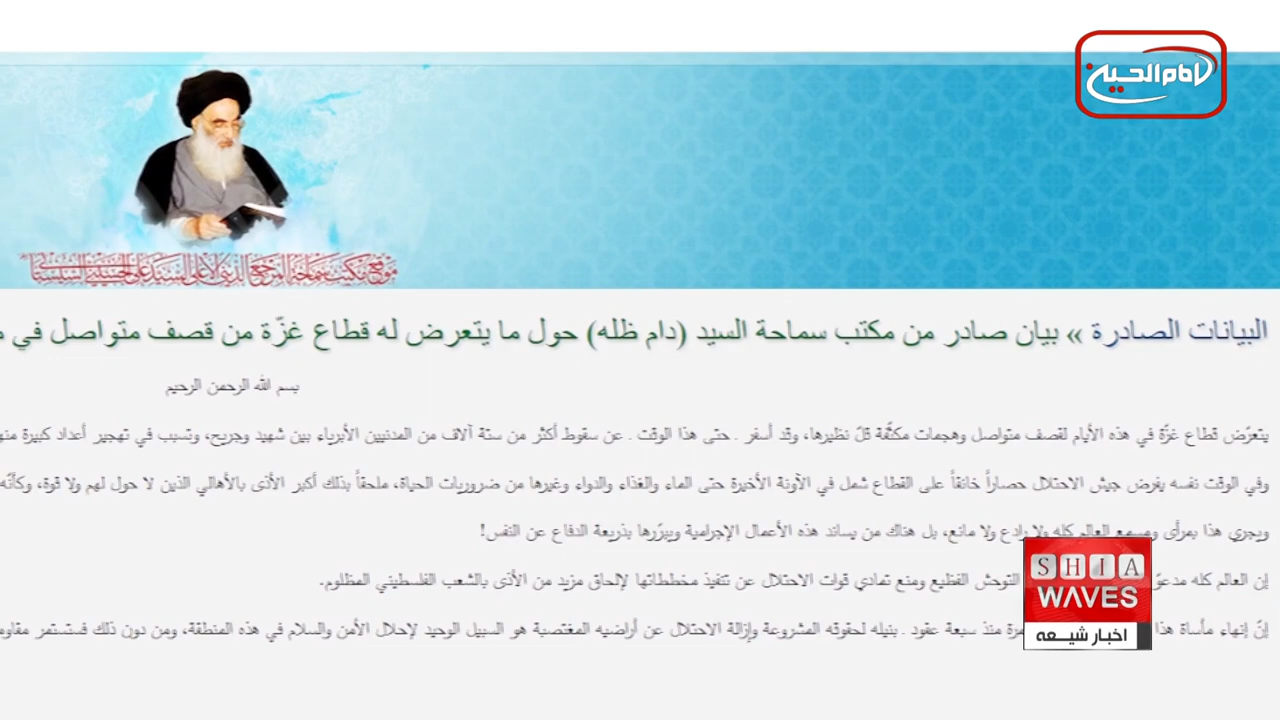 امام الحسین
موقع مكتب سماحة المرجع الديني الأعلى السيد علي الحسيني السيستاني
البيانات الصادرة » بيان صادر من مكتب سماحة السيد (دام ظله) حول ما يتعرض له قطاع غزّة من قصف متواصل في
بسم الله الرحمن الرحيم
يتعرّض قطاع غزّة في هذه الأيام لقصف متواصل وهجمات مكثّفة قلّ نظيرها، وقد أسفر . حتى هذا الوقت . عن سقوط أكثر من ستة آلاف من المدنيين الأبرياء بين شهيد وجريح، وتسبب في تهجير أعداد كبيرة
وفي الوقت نفسه يفرض جيش الاحتلال حصاراً خانقاً على القطاع شمل في الآونة الأخيرة حتى الماء والغذاء والدواء وغيرها من ضروريات الحياة، ملحقاً بذلك أكبر الأذى بالأهالي الذين لا حول لهم ولا قوة، وكأنّه
ويجري هذا بمرأى ومسمع العالم كله ولا رادع ولا مانع، بل هناك من يساند هذه الأعمال الإجرامية ويبرّرها بذريعة الدفاع عن النفس!
إن العالم كله مدعوّ التوحش الفظيع ومنع تمادي قوات الاحتلال عن تنفيذ مخططاتها لإلحاق مزيد من الأذى بالشعب الفلسطيني المظلوم.
إنّ إنهاء مأساة هذا منذ سبعة عقود . بنيله لحقوقه المشروعة وإزالة الاحتلال عن أراضيه المغتصبة هو السبيل الوحيد لإحلال الأمن والسلام في هذه المنطقة، ومن دون ذلك فستستمر
SHIA
WAVES
اخبار شیعه